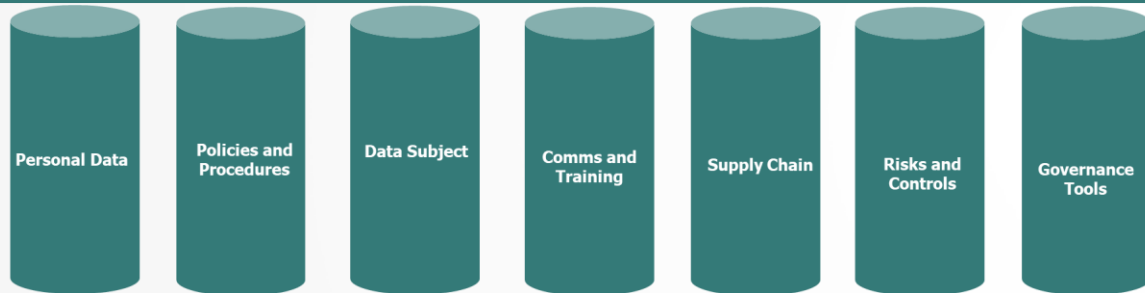 Personal Data
Policies and
Procedures
Data Subject
Comms and
Training
Supply Chain
Risks and
Controls
Governance
Tools